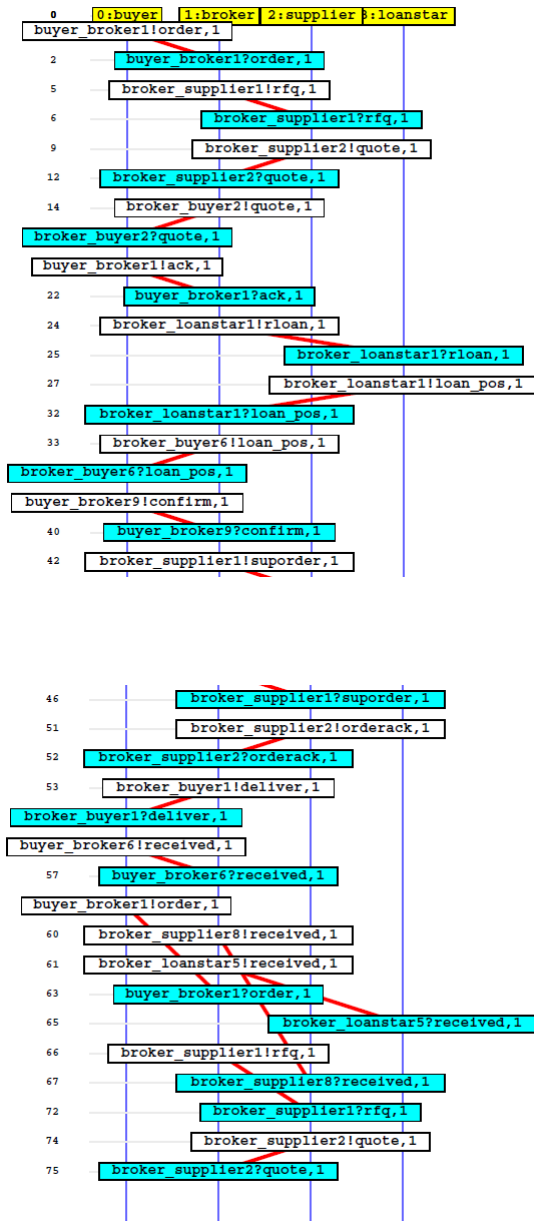 0 0:buyer 1:broker 2:supplier 3:loanstar
buyer_broker1!order,1
2 buyer_broker1?order,1
5 broker_supplier1!rfq,1
6 broker_supplier1?rfq,1
9 broker_supplier2!quote,1
12 broker_supplier2?quote,1
14 broker_buyer2!quote,1
broker_buyer2?quote,1
buyer_broker1!ack,1
22 buyer_broker1?ack,1
24 broker_loanstar1!rloan,1
25 broker_loanstar1?rloan,1
27 broker_loanstar1!loan_pos,1
32 broker_loanstar1?loan_pos,1
33 broker_buyer6!loan_pos,1
broker_buyer6?loan_pos,1
buyer_broker9!confirm,1
40 buyer_broker9?confirm,1
42 broker_supplier1!suporder,1
46 broker_supplier1?suporder,1
51 broker_supplier2!orderack,1
52 broker_supplier2?orderack,1
53 broker_buyer1!deliver,1
broker_buyer1?deliver,1
buyer_broker6!received,1
57 buyer_broker6?received,1
buyer_broker1!order,1
60 broker_supplier8!received,1
61 broker_loanstar5!received,1
63 buyer_broker1?order,1
65 broker_loanstar5?received,1
66 broker_supplier1!rfq,1
67 broker_supplier8?received,1
72 broker_supplier1?rfq,1
74 broker_supplier2!quote,1
75 broker_supplier2?quote,1